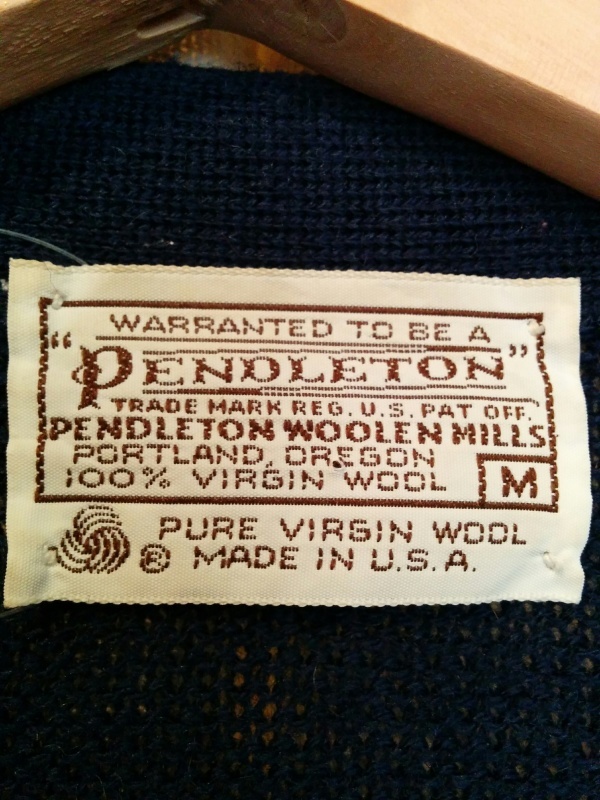 WARRANTED TO BE A
"PENDLETON"
TRADE MARK REG. U.S. PAT OFF.
PENDLETON WOOLEN MILLS
PORTLAND, OREGON
100% VIRGIN WOOL
M
PURE VIRGIN WOOL
® MADE IN U.S.A.